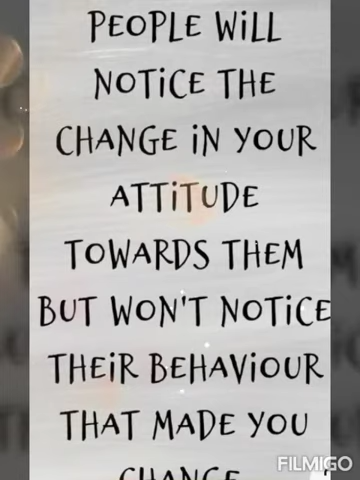 PEOPLE WiLL
NOTiCE THE
CHANGE iN YOUR
ATTiTUDE
TOWARDS THEM
BUT WON'T NOTiCE
THEiR BEHAViOUR
THAT MADE YOU
CHANGE
FILMIGO